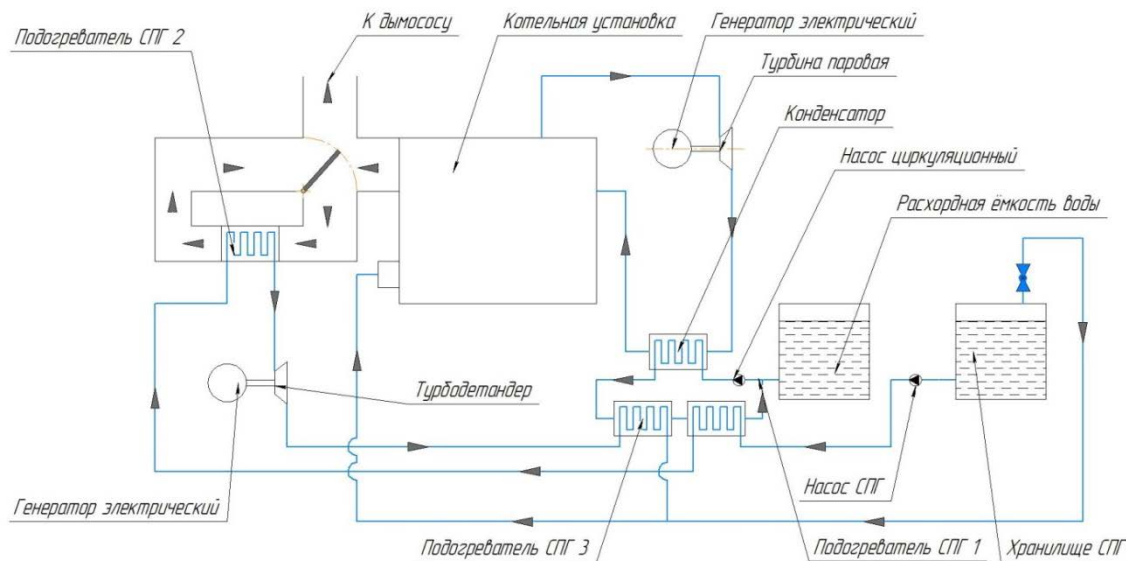 К дымососу
Котельная установка
Генератор электрический
Подогреватель СПГ 2
Турбина паровая
Конденсатор
Насос циркуляционный
Расхордная ёмкость воды
Турбодетандер
Насос СПГ
Генератор электрический
Подогреватель СПГ 3
Подогреватель СПГ 1
Хранилище СПГ